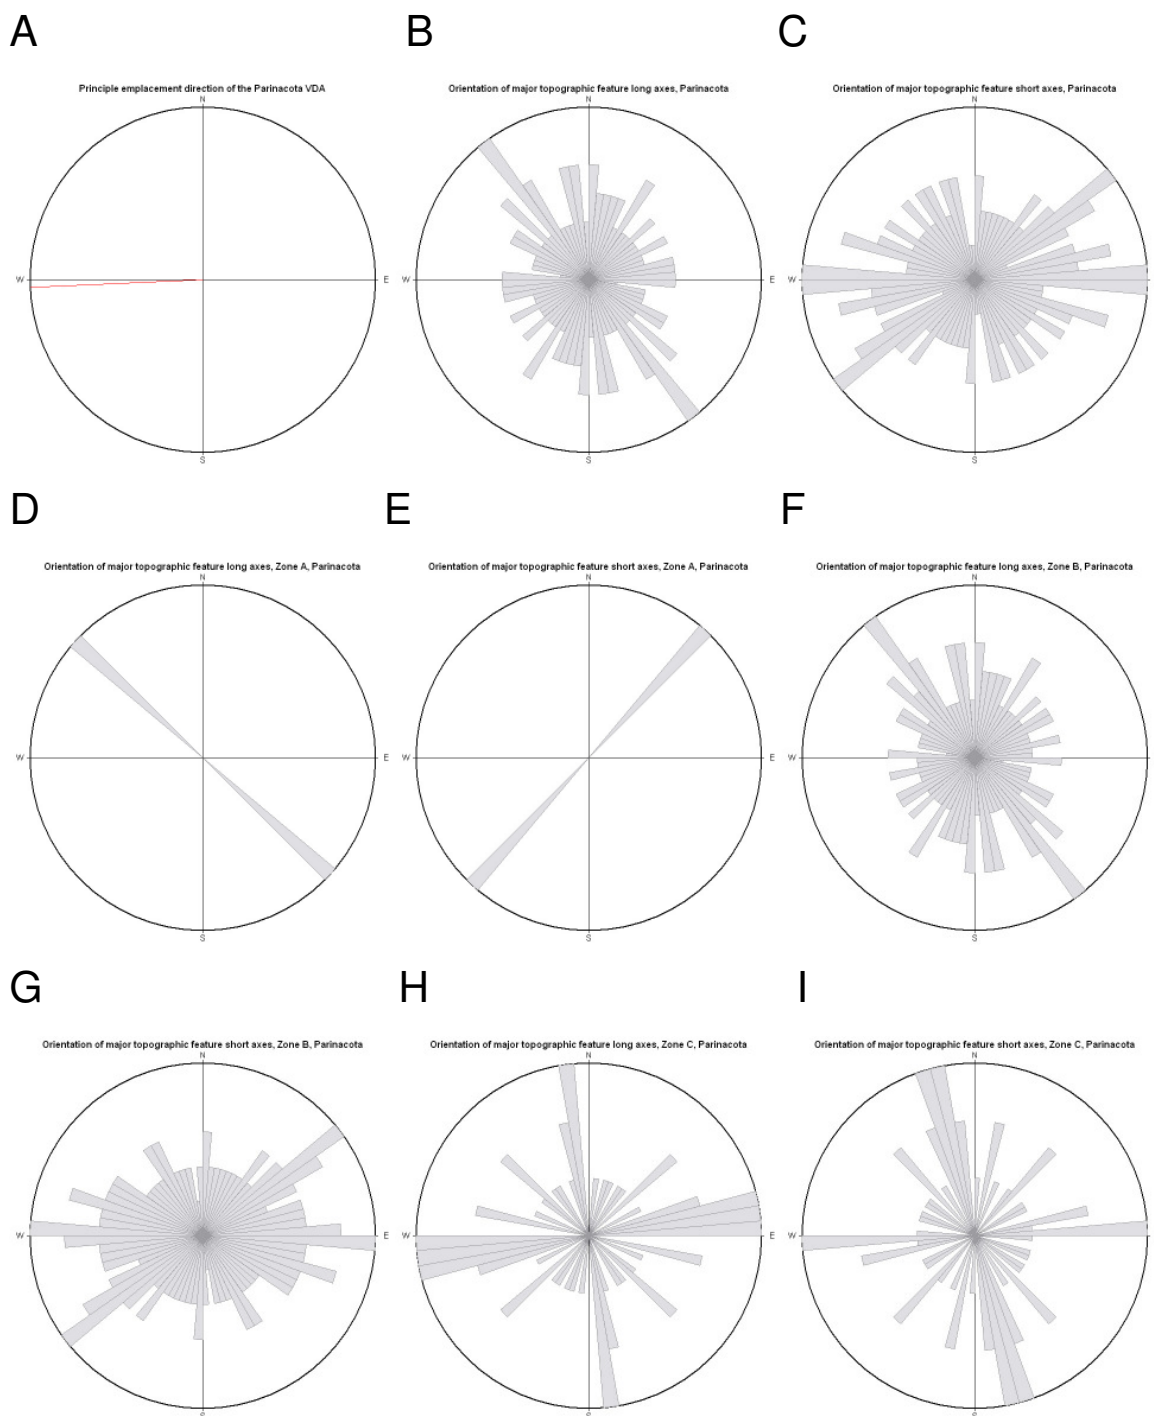 A
B
C
Principle emplacement direction of the Parinacota VDA
Orientation of major topographic feature long axes, Parinacota
Orientation of major topographic feature short axes, Parinacota
N
N
N
W
E
W
E
W
S
S
S
D
E
F
Orientation of major topographic feature long axes, Zone A, Parinacota
Orientation of major topographic feature short axes, Zone A, Parinacota
Orientation of major topographic feature long axes, Zone B, Parinacota
N
N
N
W
E
W
E
W
S
S
S
G
H
I
Orientation of major topographic feature short axes, Zone B, Parinacota
Orientation of major topographic feature long axes, Zone C, Parinacota
Orientation of major topographic feature short axes, Zone C, Parinacota
N
N
N
W
E
W
E
W